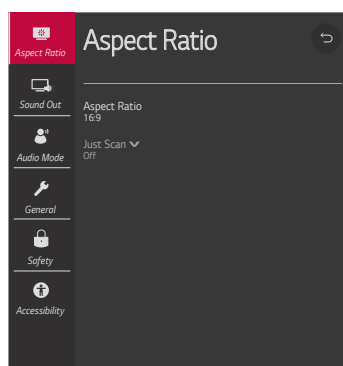 Aspect Ratio
Aspect Ratio
Sound Out
Audio Mode
General
Safety
Accessibility
Aspect Ratio
16:9
Just Scan
Off